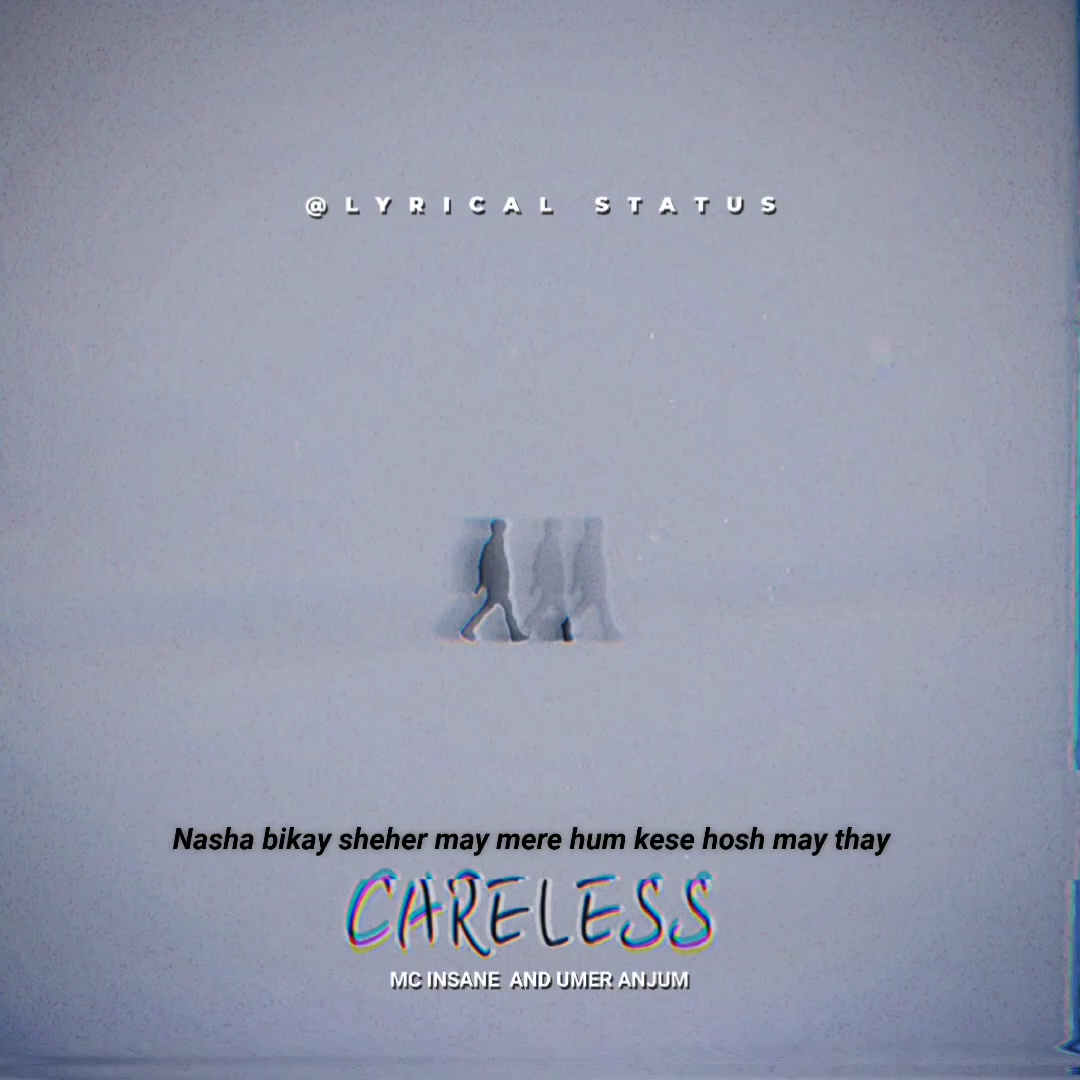 @LYRICAL STATUS
Nasha bikay sheher may mere hum kese hosh may thay
CARELESS
MC INSANE AND UMER ANJUM